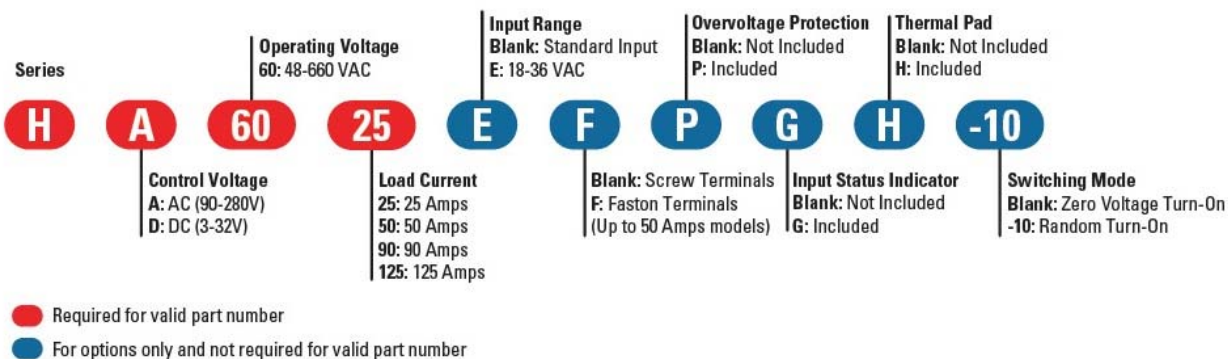 Series
H
A
60
25
E
F
P
G
H
-10
Operating Voltage
60: 48-660 VAC
Input Range
Blank: Standard Input
E: 18-36 VAC
Overvoltage Protection
Blank: Not Included
P: Included
Thermal Pad
Blank: Not Included
H: Included
Control Voltage
A: AC (90-280V)
D: DC (3-32V)
Load Current
25: 25 Amps
50: 50 Amps
90: 90 Amps
125: 125 Amps
Blank: Screw Terminals
F: Faston Terminals
(Up to 50 Amps models)
Input Status Indicator
Blank: Not Included
G: Included
Switching Mode
Blank: Zero Voltage Turn-On
-10: Random Turn-On
Required for valid part number
For options only and not required for valid part number